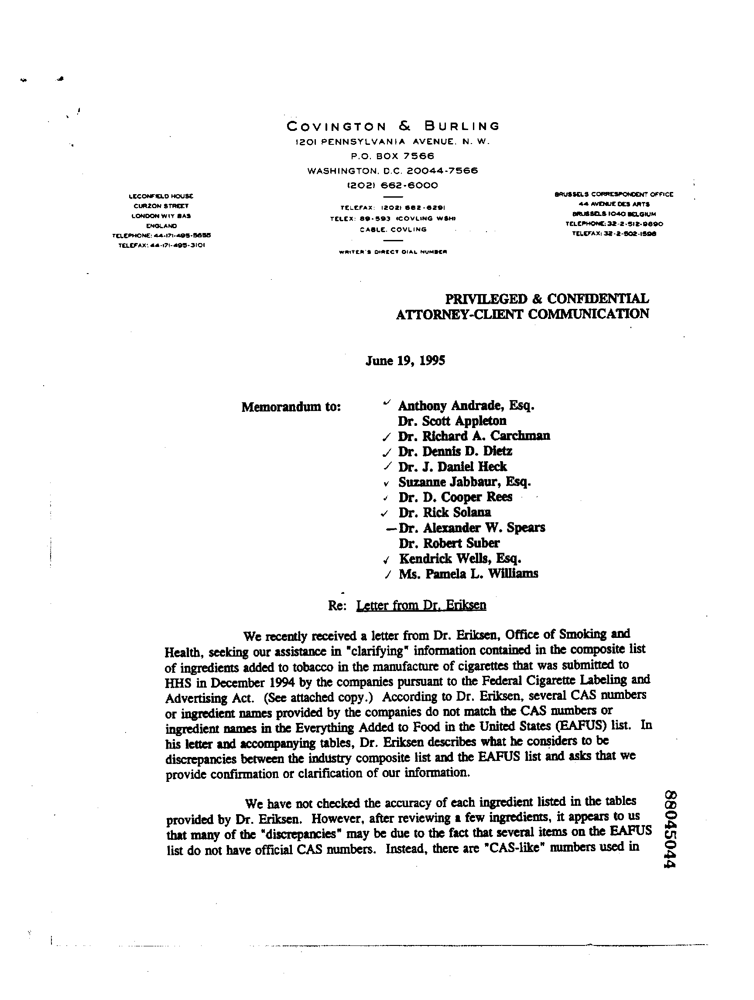 COVINGTON & BURLING
1201 PENNSYLVANIA AVENUE, N. W.
P.O. BOX 7566
WASHINGTON, D.C. 20044-7566
(202) 662-6000
TELEFAX: (202) 662-6291
TELEX: 89-593 (COVLING WSH)
CABLE: COVLING
WRITER'S DIRECT DIAL NUMBER
LECONFIELD HOUSE
CURZON STREET
LONDON W1Y 8AS
ENGLAND
TELEPHONE: 44-171-495-5655
TELEFAX: 44-171-495-3101
BRUSSELS CORRESPONDENT OFFICE
44 AVENUE DES ARTS
BRUSSELS 1040 BELGIUM
TELEPHONE: 32-2-512-9890
TELEFAX: 32-2-502-1598
PRIVILEGED & CONFIDENTIAL
ATTORNEY-CLIENT COMMUNICATION
June 19, 1995
Memorandum to: ✓ Anthony Andrade, Esq.
Dr. Scott Appleton
✓ Dr. Richard A. Carchman
✓ Dr. Dennis D. Dietz
✓ Dr. J. Daniel Heck
✓ Suzanne Jabbaur, Esq.
✓ Dr. D. Cooper Rees
✓ Dr. Rick Solana
— Dr. Alexander W. Spears
Dr. Robert Suber
✓ Kendrick Wells, Esq.
✓ Ms. Pamela L. Williams
Re: Letter from Dr. Eriksen
We recently received a letter from Dr. Eriksen, Office of Smoking and
Health, seeking our assistance in "clarifying" information contained in the composite list
of ingredients added to tobacco in the manufacture of cigarettes that was submitted to
HHS in December 1994 by the companies pursuant to the Federal Cigarette Labeling and
Advertising Act. (See attached copy.) According to Dr. Eriksen, several CAS numbers
or ingredient names provided by the companies do not match the CAS numbers or
ingredient names in the Everything Added to Food in the United States (EAFUS) list. In
his letter and accompanying tables, Dr. Eriksen describes what he considers to be
discrepancies between the industry composite list and the EAFUS list and asks that we
provide confirmation or clarification of our information.
We have not checked the accuracy of each ingredient listed in the tables
provided by Dr. Eriksen. However, after reviewing a few ingredients, it appears to us
that many of the "discrepancies" may be due to the fact that several items on the EAFUS
list do not have official CAS numbers. Instead, there are "CAS-like" numbers used in
88045044